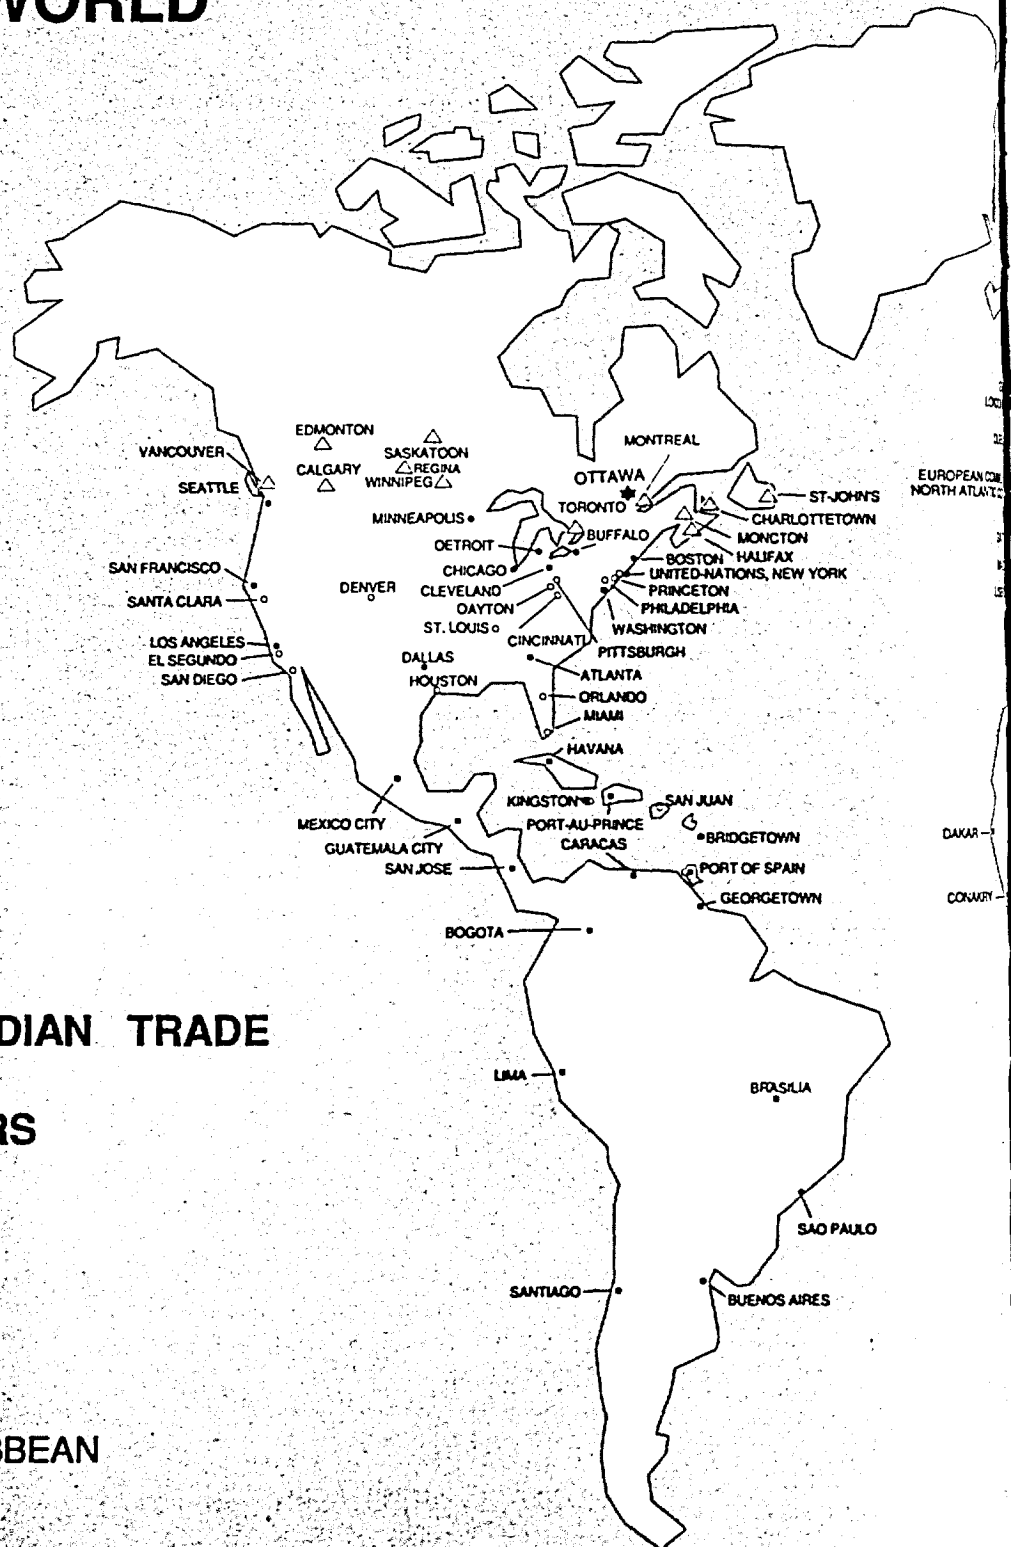 WORLD
EDMONTON
SASKATOON
MONTREAL
VANCOUVER
CALGARY
REGINA
WINNIPEG
OTTAWA
SEATTLE
EUROPEAN
NORTH ATLANTIC
ST-JOHN'S
TORONTO
MINNEAPOLIS
CHARLOTTETOWN
BUFFALO
MONCTON
DETROIT
HALIFAX
BOSTON
SAN FRANCISCO
CHICAGO
UNITED-NATIONS, NEW YORK
DENVER
CLEVELAND
PRINCETON
SANTA CLARA
DAYTON
PHILADELPHIA
ST. LOUIS
WASHINGTON
LOS ANGELES
CINCINNATI
PITTSBURGH
EL SEGUNDO
DALLAS
SAN DIEGO
HOUSTON
ATLANTA
ORLANDO
MIAMI
HAVANA
KINGSTON
SAN JUAN
MEXICO CITY
PORT-AU-PRINCE
BRIDGETOWN
DAKAR
GUATEMALA CITY
CARACAS
SAN JOSE
PORT OF SPAIN
GEORGETOWN
CONAKRY
BOGOTA
DIAN TRADE
LIMA
BRASILIA
RS
SAO PAULO
SANTIAGO
BUENOS AIRES
BBEAN